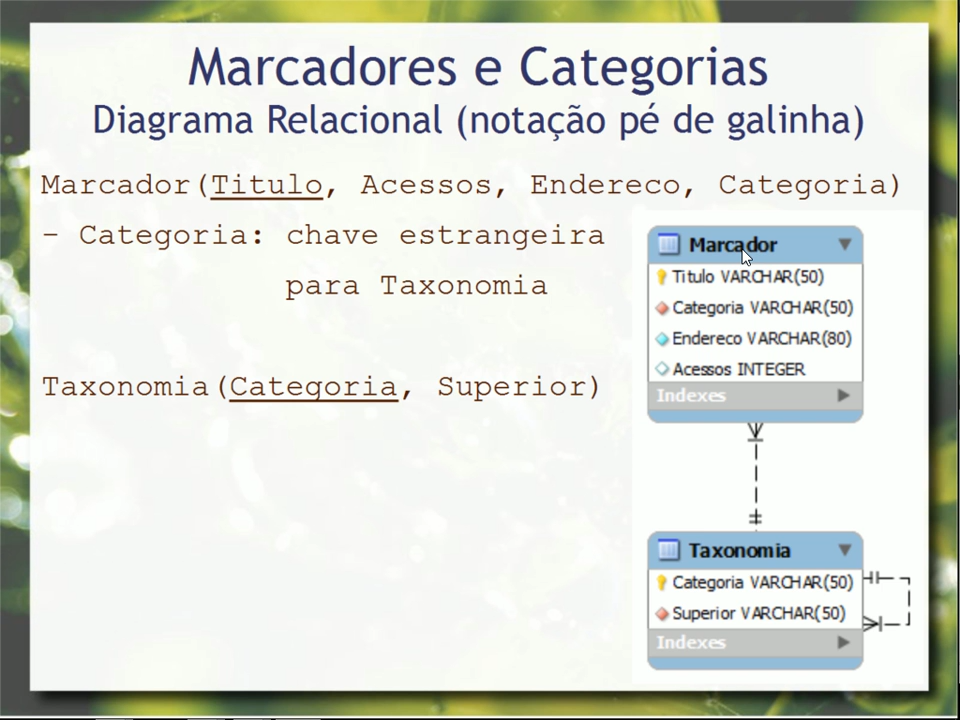 Marcadores e Categorias
Diagrama Relacional (notação pé de galinha)
Marcador(Titulo, Acessos, Endereco, Categoria)
- Categoria: chave estrangeira
para Taxonomia
Taxonomia(Categoria, Superior)
Marcador
Titulo VARCHAR(50)
Categoria VARCHAR(50)
Endereco VARCHAR(80)
Acessos INTEGER
Indexes
Taxonomia
Categoria VARCHAR(50)
Superior VARCHAR(50)
Indexes